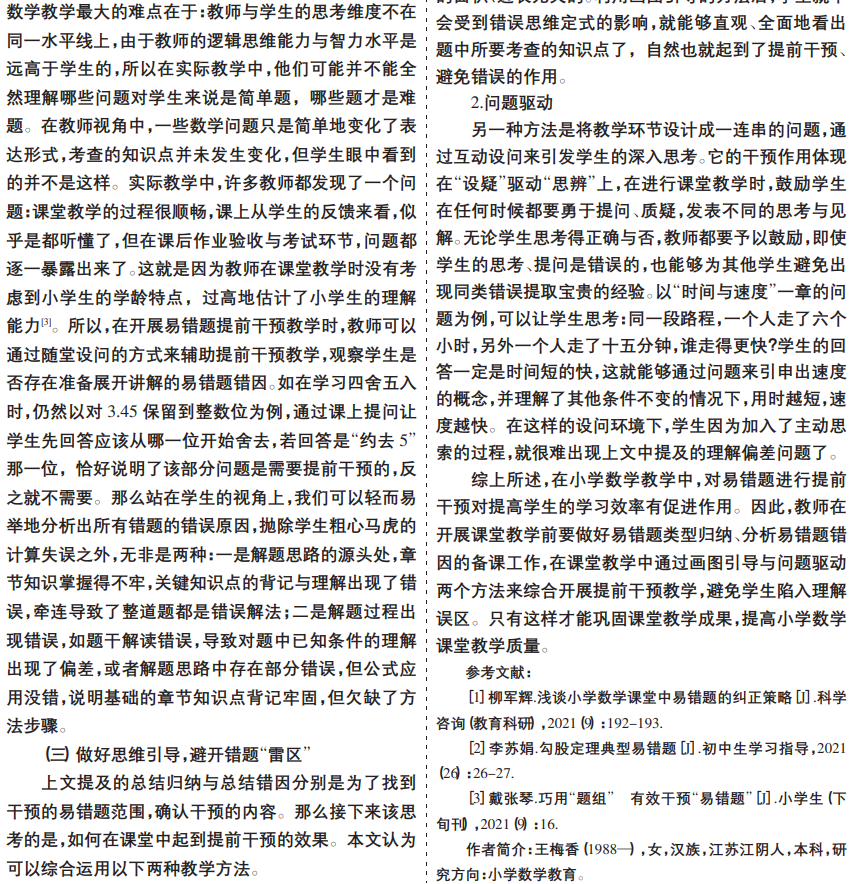 数学教学最大的难点在于：教师与学生的思考维度不在
同一水平线上，由于教师的逻辑思维能力与智力水平是
远高于学生的，所以在实际教学中，他们可能并不能全
然理解哪些问题对学生来说是简单题，哪些题才是难
题。在教师视角中，一些数学问题只是简单地变化了表
达形式，考查的知识点并未发生变化，但学生眼中看到
的并不是这样。实际教学中，许多教师都发现了一个问
题：课堂教学的过程很顺畅，课上从学生的反馈来看，似
乎是都听懂了，但在课后作业验收与考试环节，问题都
逐一暴露出来了。这就是因为教师在课堂教学时没有考
虑到小学生的学龄特点，过高地估计了小学生的理解
能力[3]。所以，在开展易错题提前干预教学时，教师可以
通过随堂设问的方式来辅助提前干预教学，观察学生是
否存在准备展开讲解的易错题错因。如在学习四舍五入
时，仍然以对 3.45 保留到整数位为例，通过课上提问让
学生先回答应该从哪一位开始舍去，若回答是“约去 5”
那一位，恰好说明了该部分问题是需要提前干预的，反
之就不需要。那么站在学生的视角上，我们可以轻而易
举地分析出所有错题的错误原因，抛除学生粗心马虎的
计算失误之外，无非是两种：一是解题思路的源头处，章
节知识掌握得不牢，关键知识点的背记与理解出现了错
误，牵连导致了整道题都是错误解法；二是解题过程出
现错误，如题干解读错误，导致对题中已知条件的理解
出现了偏差，或者解题思路中存在部分错误，但公式应
用没错，说明基础的章节知识点背记牢固，但欠缺了方
法步骤。
（三）做好思维引导，避开错题“雷区”
上文提及的总结归纳与总结错因分别是为了找到
干预的易错题范围，确认干预的内容。那么接下来该思
考的是，如何在课堂中起到提前干预的效果。本文认为
可以综合运用以下两种教学方法。
会受到错误思维定式的影响，就能够直观、全面地看出
题中所要考查的知识点了，自然也就起到了提前干预、
避免错误的作用。
2.问题驱动
另一种方法是将教学环节设计成一连串的问题，通
过互动设问来引发学生的深入思考。它的干预作用体现
在“设疑”驱动“思辨”上，在进行课堂教学时，鼓励学生
在任何时候都要勇于提问、质疑，发表不同的思考与见
解。无论学生思考得正确与否，教师都要予以鼓励，即使
学生的思考、提问是错误的，也能够为其他学生避免出
现同类错误提取宝贵的经验。以“时间与速度”一章的问
题为例，可以让学生思考：同一段路程，一个人走了六个
小时，另外一个人走了十五分钟，谁走得更快？学生的回
答一定是时间短的快，这就能够通过问题来引申出速度
的概念，并理解了其他条件不变的情况下，用时越短，速
度越快。在这样的设问环境下，学生因为加入了主动思
索的过程，就很难出现上文中提及的理解偏差问题了。
综上所述，在小学数学教学中，对易错题进行提前
干预对提高学生的学习效率有促进作用。因此，教师在
开展课堂教学前要做好易错题类型归纳、分析易错题错
因的备课工作，在课堂教学中通过画图引导与问题驱动
两个方法来综合开展提前干预教学，避免学生陷入理解
误区。只有这样才能巩固课堂教学成果，提高小学数学
课堂教学质量。
参考文献：
[1]柳军辉.浅谈小学数学课堂中易错题的纠正策略[J].科学
咨询（教育科研），2021（9）：192-193.
[2]李苏娟.勾股定理典型易错题[J].初中生学习指导，2021
（26）：26-27.
[3]戴张琴.巧用“题组” 有效干预“易错题”[J].小学生（下
旬刊），2021（9）：16.
作者简介：王梅香（1988—），女，汉族，江苏江阴人，本科，研
究方向：小学数学教育。